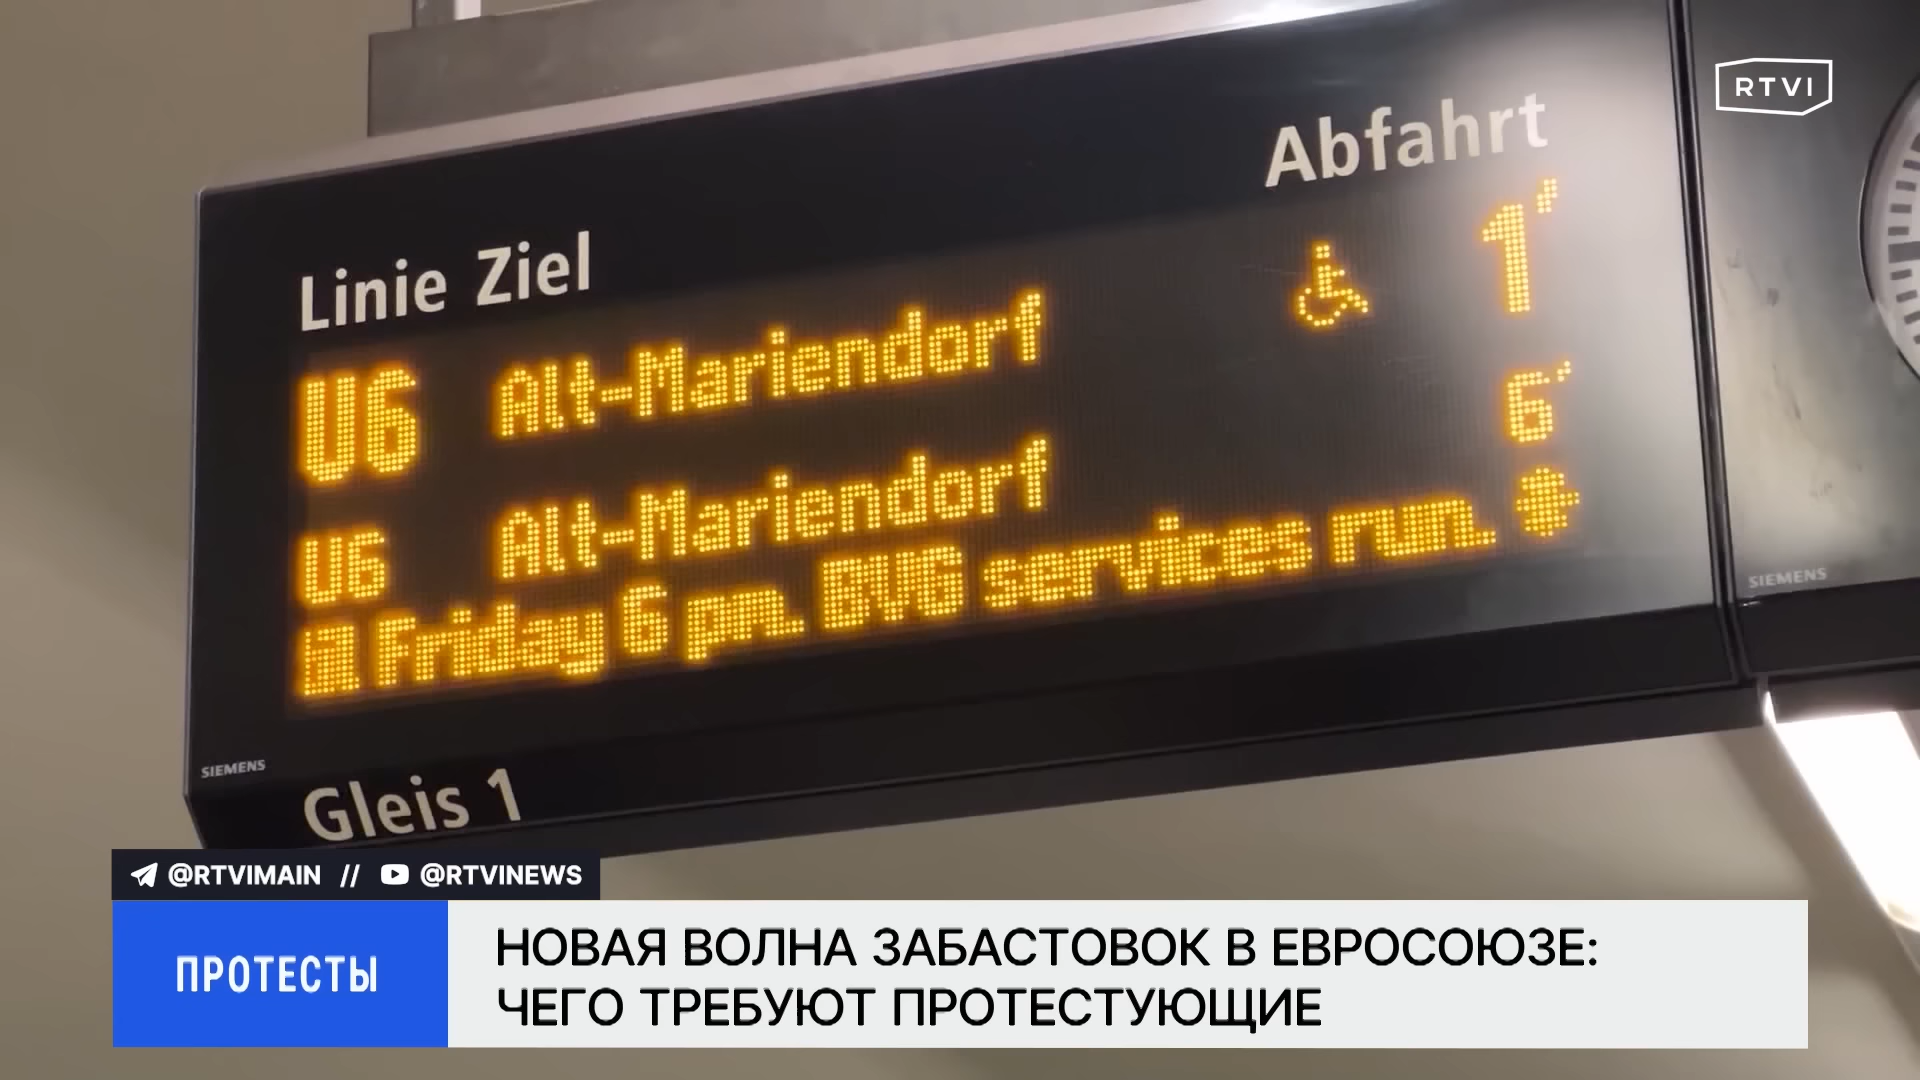 RTVI
Abfahrt
Linie Ziel
U6 Alt-Mariendorf 1
U6 Alt-Mariendorf 6
Friday 6 pm. BVG services run.
SIEMENS
SIEMENS
Gleis 1
@RTVIMAIN // @RTVINEWS
ПРОТЕСТЫ
НОВАЯ ВОЛНА ЗАБАСТОВОК В ЕВРОСОЮЗЕ:
ЧЕГО ТРЕБУЮТ ПРОТЕСТУЮЩИЕ